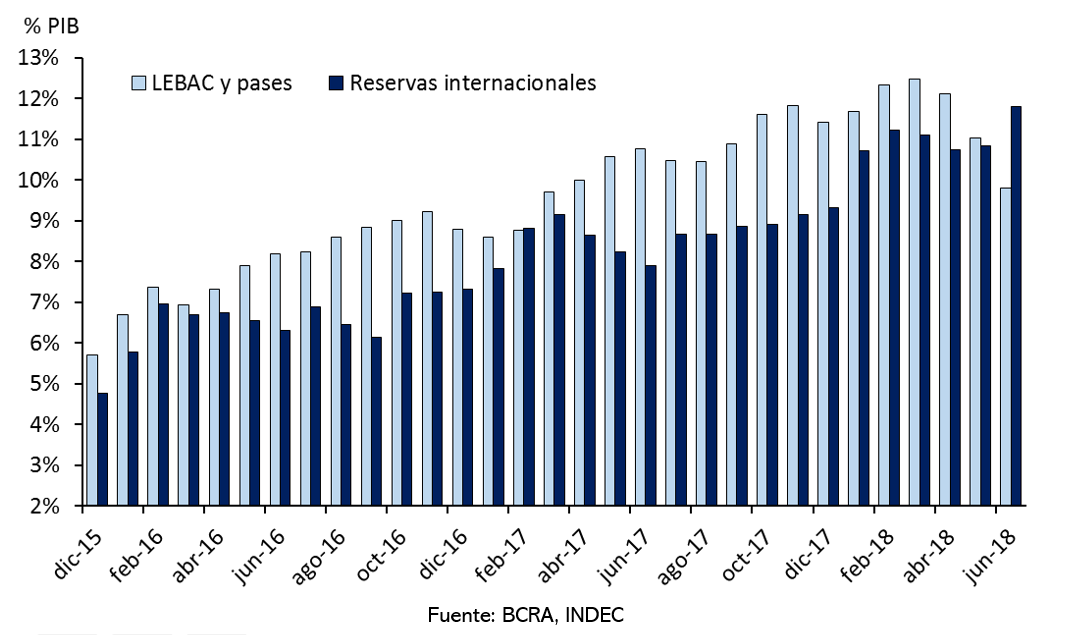 % PIB
13%
12%
11%
10%
9%
8%
7%
6%
5%
4%
3%
2%
LEBAC y pases
Reservas internacionales
dic-15
feb-16
abr-16
jun-16
ago-16
oct-16
dic-16
feb-17
abr-17
jun-17
ago-17
oct-17
dic-17
feb-18
abr-18
jun-18
Fuente: BCRA, INDEC